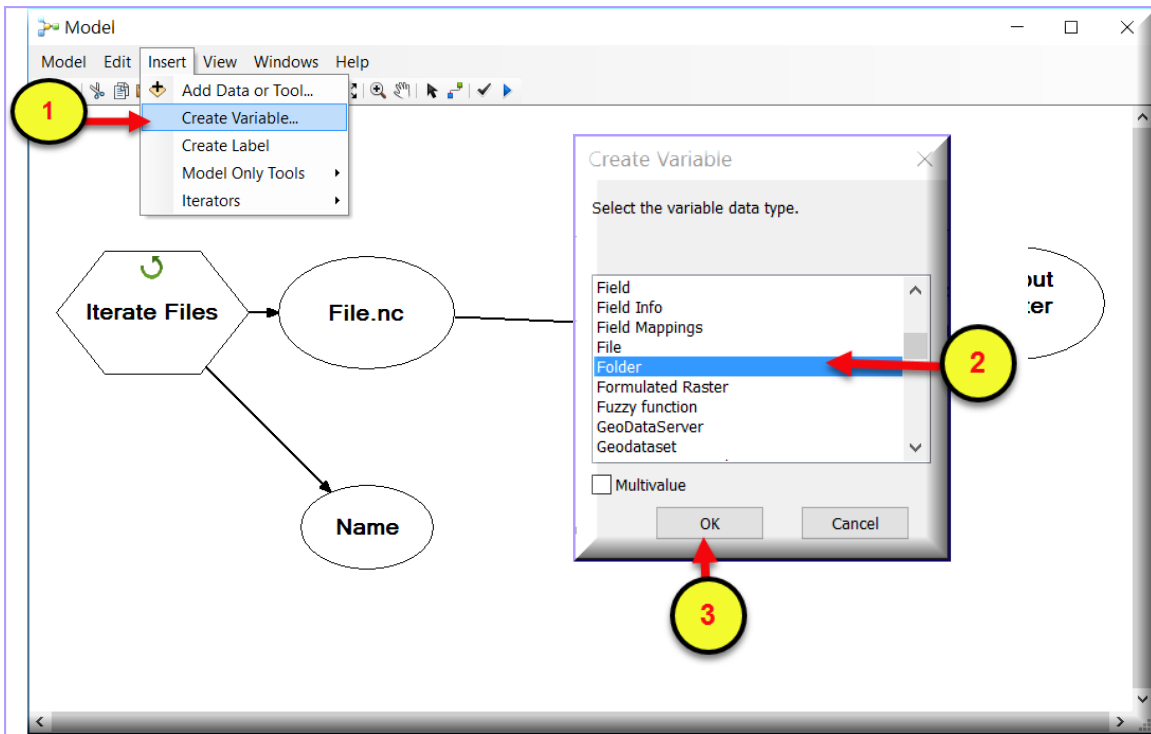 Model
Model Edit Insert View Windows Help
Add Data or Tool...
Create Variable...
Create Label
Model Only Tools
Iterators
1
Create Variable
Select the variable data type.
Field
Field Info
Field Mappings
File
Folder
Formulated Raster
Fuzzy function
GeoDataServer
Geodataset
Multivalue
OK Cancel
2
3
Iterate Files
File.nc
Name
put
ter